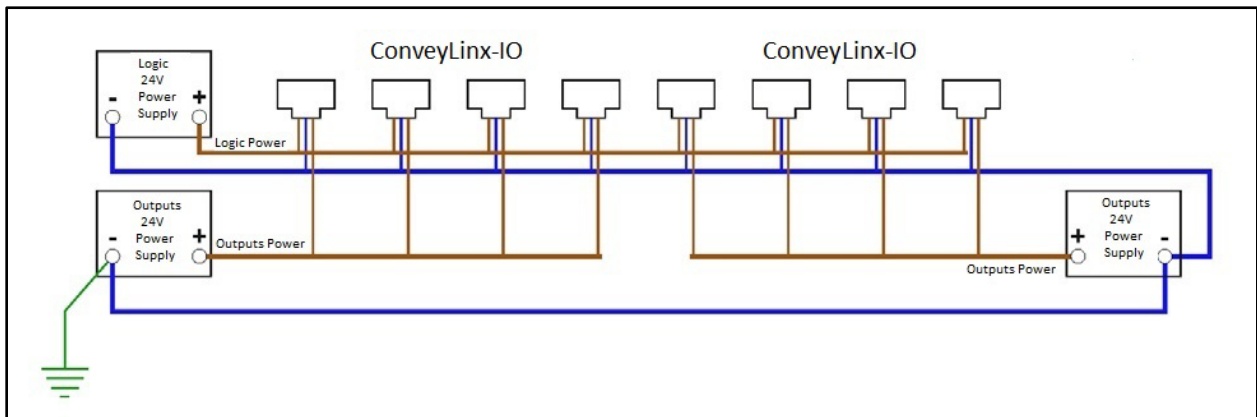 ConveyLinx-IO
ConveyLinx-IO
Logic
24V
- Power +
Supply
Logic Power
Outputs
24V
- Power +
Supply
Outputs Power
Outputs
24V
+ Power -
Supply
Outputs Power